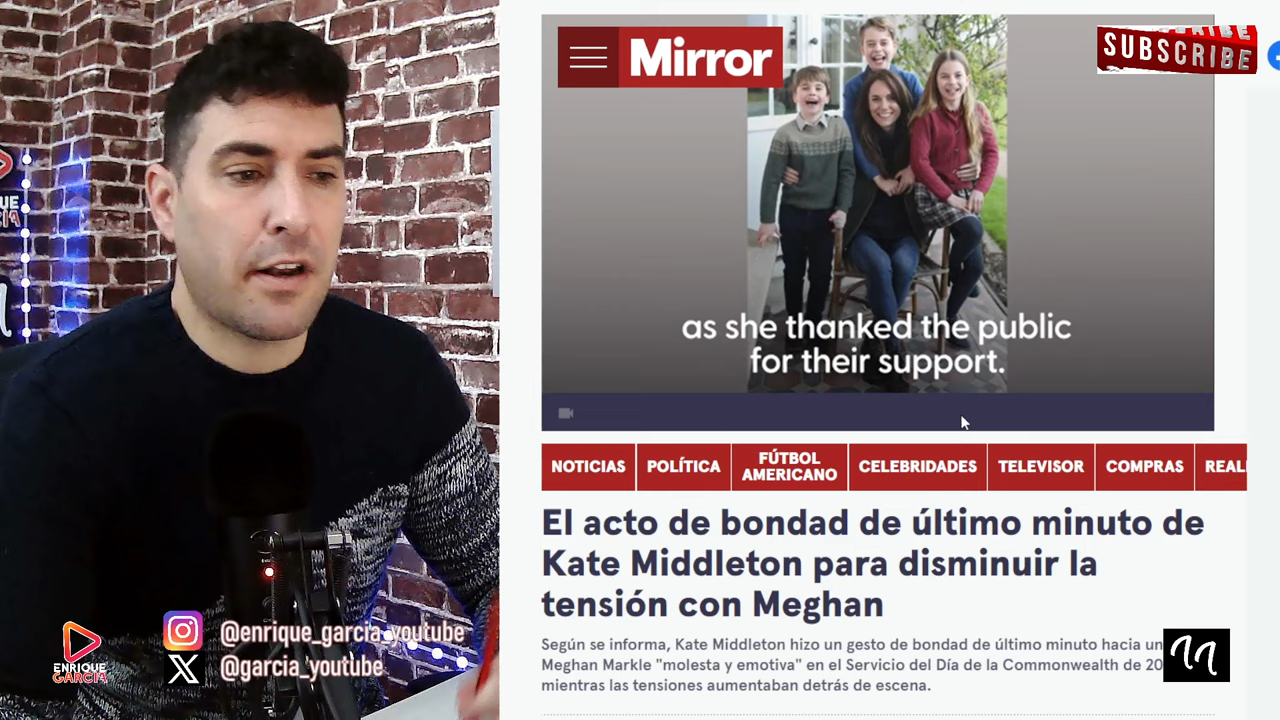 Mirror
SUBSCRIBE
as she thanked the public
for their support.
NOTICIAS
POLÍTICA
FÚTBOL
AMERICANO
CELEBRIDADES
TELEVISOR
COMPRAS
REALI
El acto de bondad de último minuto de
Kate Middleton para disminuir la
tensión con Meghan
Según se informa, Kate Middleton hizo un gesto de bondad de último minuto hacia un
Meghan Markle "molesta y emotiva" en el Servicio del Día de la Commonwealth de 20
mientras las tensiones aumentaban detrás de escena.
@enrique_garcia_youtube
@garcia_youtube
ENRIQUE
GARCIA